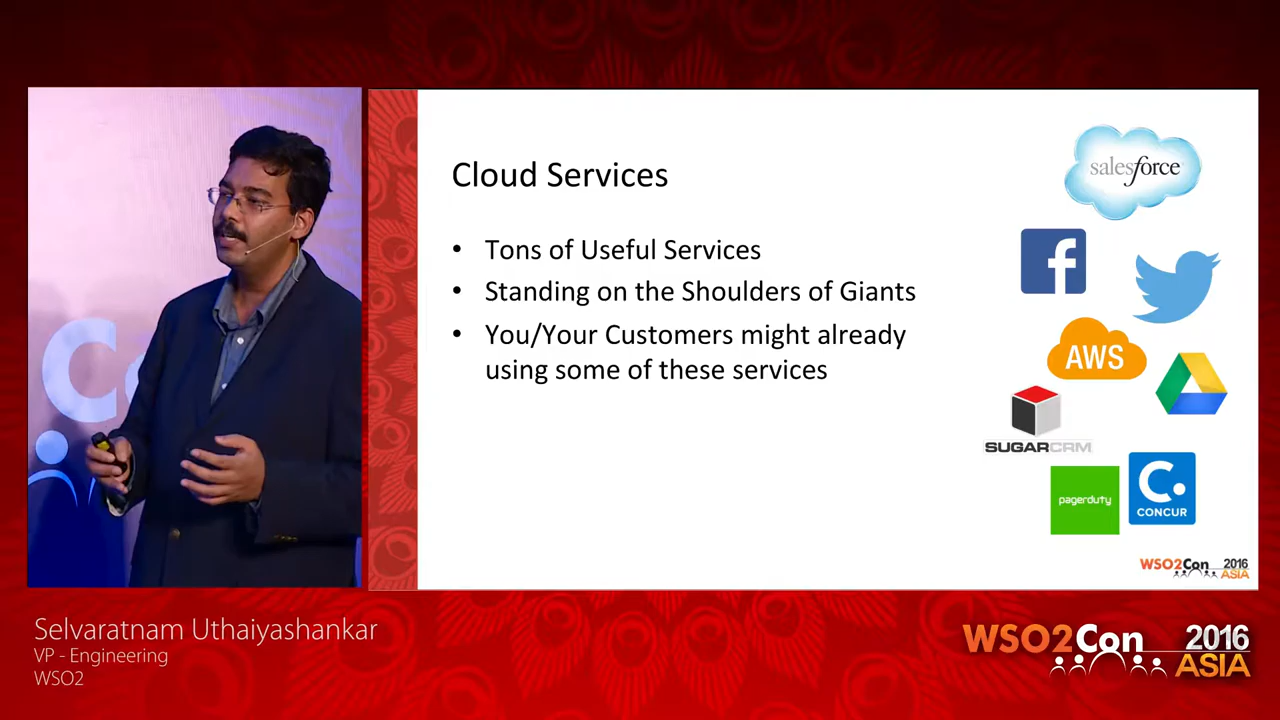 Cloud Services
• Tons of Useful Services
• Standing on the Shoulders of Giants
• You/Your Customers might already
using some of these services
salesforce
f
AWS
SUGARCRM
pagerduty
C.
CONCUR
WSO2Con 2016
ASIA
Co
Selvaratnam Uthaiyashankar
VP - Engineering
WSO2
WSO2Con 2016
ASIA